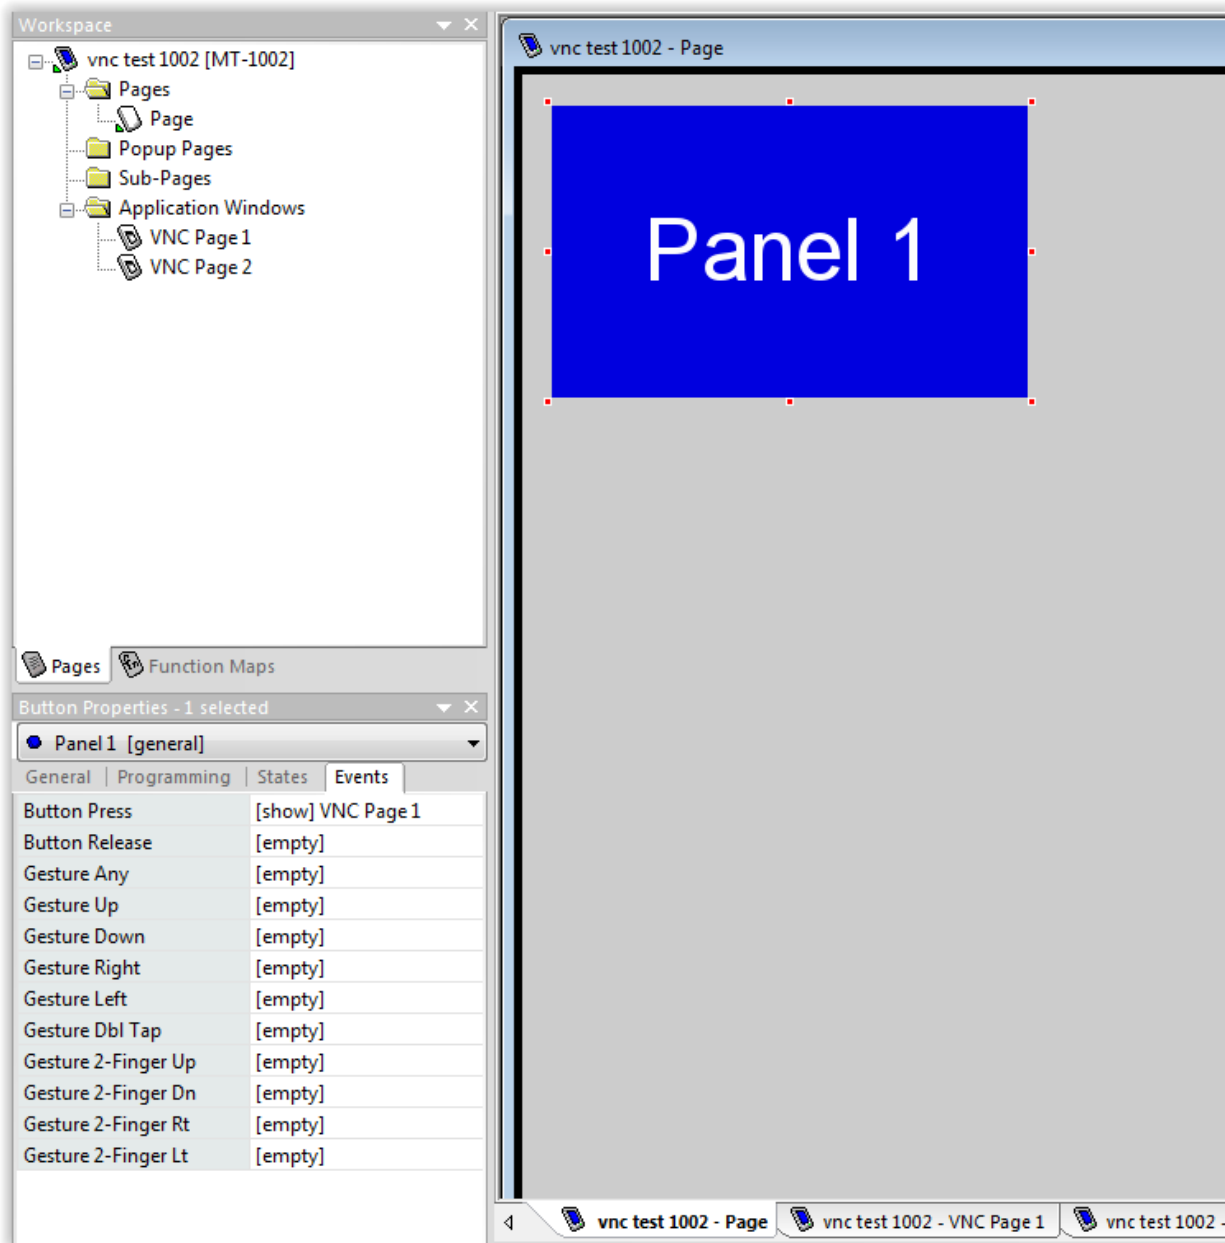 Workspace
vnc test 1002 [MT-1002]
Pages
Page
Popup Pages
Sub-Pages
Application Windows
VNC Page 1
VNC Page 2
Pages
Function Maps
Button Properties - 1 selected
Panel 1 [general]
General | Programming | States Events
Button Press [show] VNC Page 1
Button Release [empty]
Gesture Any [empty]
Gesture Up [empty]
Gesture Down [empty]
Gesture Right [empty]
Gesture Left [empty]
Gesture Dbl Tap [empty]
Gesture 2-Finger Up [empty]
Gesture 2-Finger Dn [empty]
Gesture 2-Finger Rt [empty]
Gesture 2-Finger Lt [empty]
vnc test 1002 - Page
Panel 1
vnc test 1002 - Page
vnc test 1002 - VNC Page 1
vnc test 1002 -